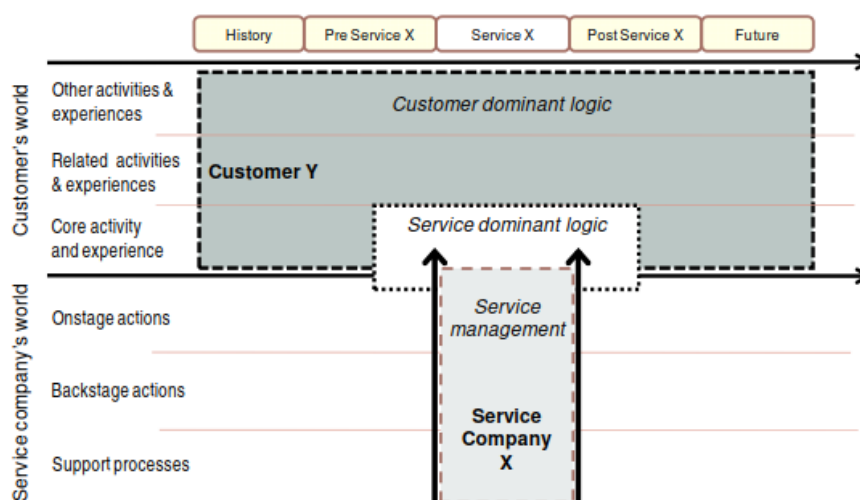 History
Pre Service X
Service X
Post Service X
Future
Customer's world
Other activities &
experiences
Customer dominant logic
Related activities
& experiences
Customer Y
Core activity
and experience
Service dominant logic
Service company's world
Onstage actions
Service
management
Backstage actions
Service
Company
X
Support processes